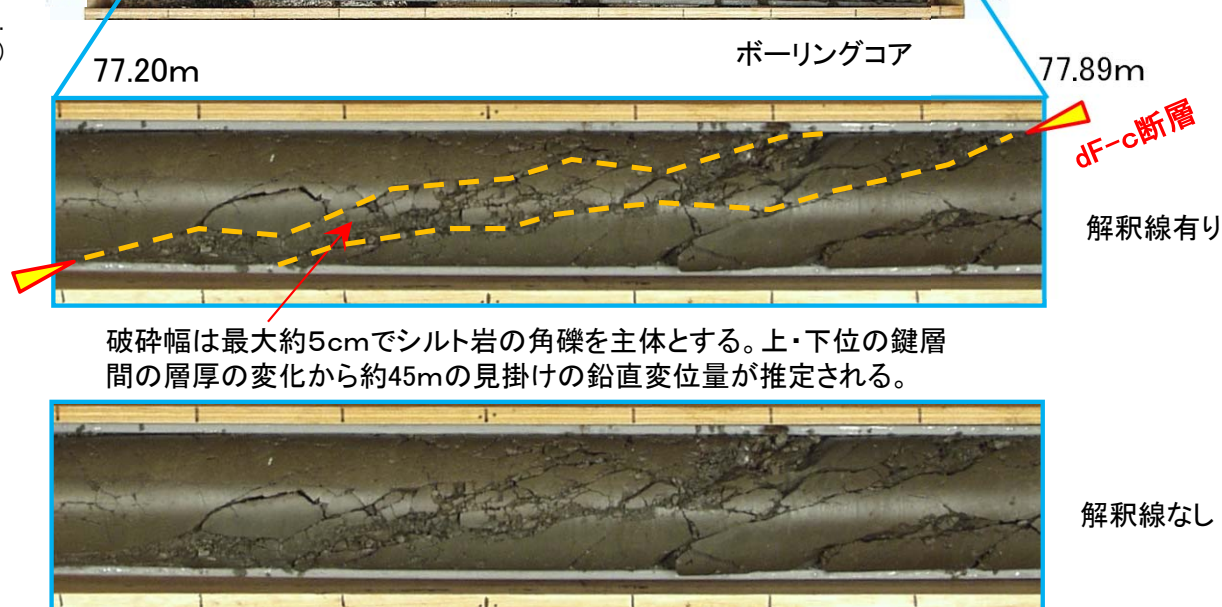 )
ボーリングコア
77.20m
77.89m
dF-c断層
解釈線有り
破砕幅は最大約5cmでシルト岩の角礫を主体とする。上・下位の鍵層
間の層厚の変化から約45mの見掛けの鉛直変位量が推定される。
解釈線なし